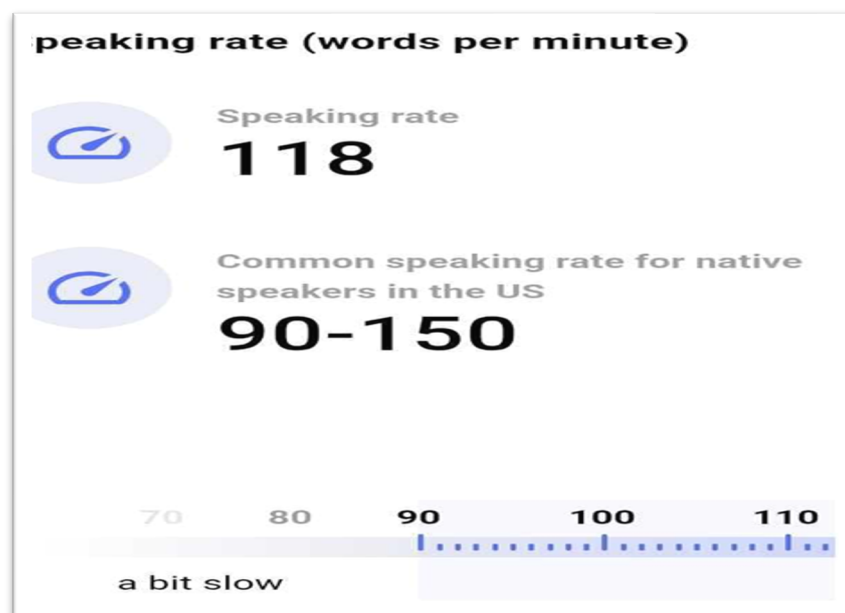 peaking rate (words per minute)
Speaking rate
118
Common speaking rate for native
speakers in the US
90-150
70 80 90 100 110
a bit slow